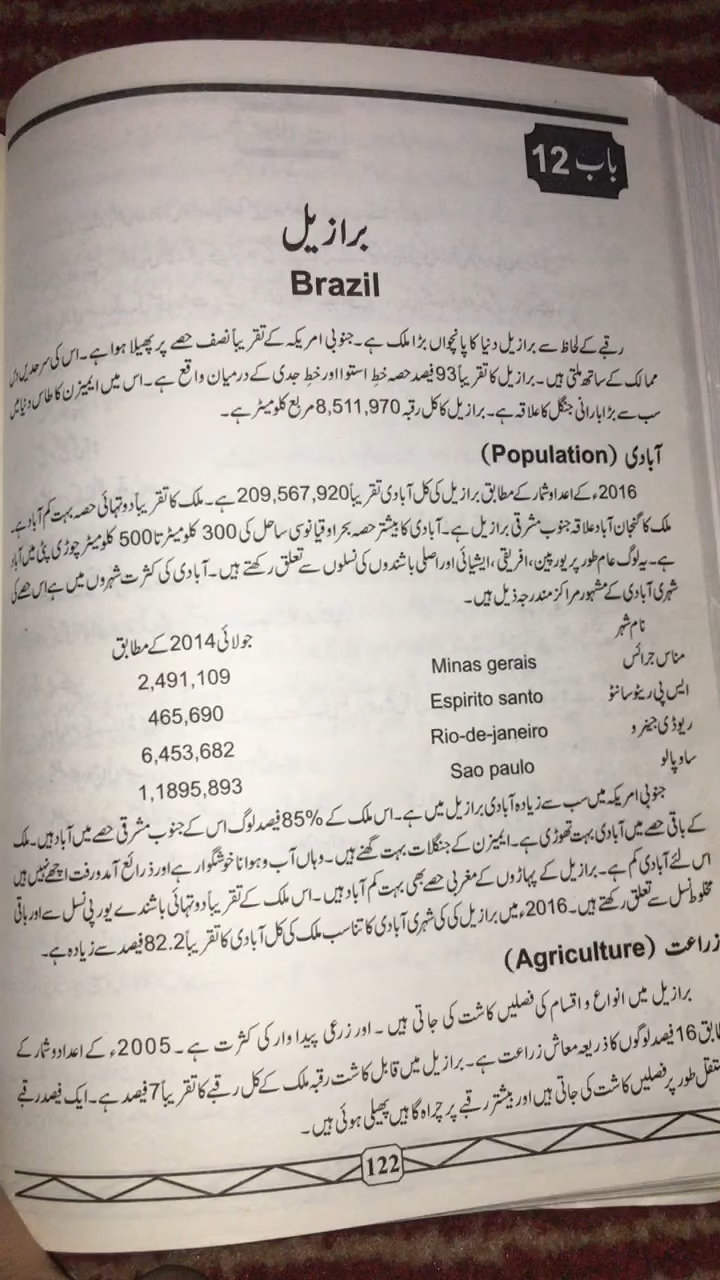 باب 12
برازیل
Brazil
رقبے کے لحاظ سے برازیل دنیا کا پانچواں بڑا ملک ہے۔ جنوبی امریکہ کے تقریباً نصف حصے پر پھیلا ہوا ہے۔ اس کی سرحدیں
ممالک کے ساتھ ملتی ہیں۔ برازیل کا تقریباً 93 فیصد حصہ خطِ استوا اور خطِ جدی کے درمیان واقع ہے۔ اس میں ایمیزن کا طاس دنیا میں
سب سے بڑا بارانی جنگل کا علاقہ ہے۔ برازیل کا کل رقبہ 8,511,970 مربع کلومیٹر ہے۔
آبادی (Population)
2016ء کے اعداد و شمار کے مطابق برازیل کی کل آبادی تقریباً 209,567,920 ہے۔ ملک کا تقریباً دو تہائی حصہ بہت کم آباد ہے۔
ملک کا گنجان آباد علاقہ جنوب مشرقی برازیل ہے۔ آبادی کا بیشتر حصہ بحر اوقیانوسی ساحل کی 300 کلومیٹر تا 500 کلومیٹر چوڑی پٹی میں آباد
ہے۔ یہ لوگ عام طور پر یورپین، افریقی، ایشیائی اور اصلی باشندوں کی نسلوں سے تعلق رکھتے ہیں۔ آبادی کی کثرت شہروں میں ہے اس حصے کی
شہری آبادی کے مشہور مراکز مندرجہ ذیل ہیں۔
نام شہر جولائی 2014 کے مطابق
مناس جرائس Minas gerais 2,491,109
ایس پی ریٹو سانٹو Espirito santo 465,690
ریوڈی جینرو Rio-de-janeiro 6,453,682
ساوپالو Sao paulo 1,1895,893
جنوبی امریکہ میں سب سے زیادہ آبادی برازیل میں ہے۔ اس ملک کے 85% فیصد لوگ اس کے جنوب مشرقی حصے میں آباد ہیں۔ ملک
کے باقی حصے میں آبادی بہت تھوڑی ہے۔ ایمیزن کے جنگلات بہت گھنے ہیں۔ وہاں آب و ہوا نا خوشگوار ہے اور ذرائع آمد و رفت اچھے نہیں ہیں
اس لئے آبادی کم ہے۔ برازیل کے پہاڑوں کے مغربی حصے بھی بہت کم آباد ہیں۔ اس ملک کے تقریباً دو تہائی باشندے یورپی نسل سے اور باقی
مخلوط نسل سے تعلق رکھتے ہیں۔ 2016ء میں برازیل کی کی شہری آبادی کا تناسب ملک کی کل آبادی کا تقریباً 82.2 فیصد سے زیادہ ہے۔
زراعت (Agriculture)
برازیل میں انواع و اقسام کی فصلیں کاشت کی جاتی ہیں۔ اور زرعی پیدا وار کی کثرت ہے۔ 2005ء کے اعداد و شمار کے
16 فیصد لوگوں کا ذریعہ معاش زراعت ہے۔ برازیل میں قابل کاشت رقبہ ملک کے کل رقبے کا تقریباً 7 فیصد ہے۔ ایک فیصد رقبے
طور پر فصلیں کاشت کی جاتی ہیں اور بیشتر رقبے پر چراہ گاہیں پھیلی ہوئی ہیں۔
122